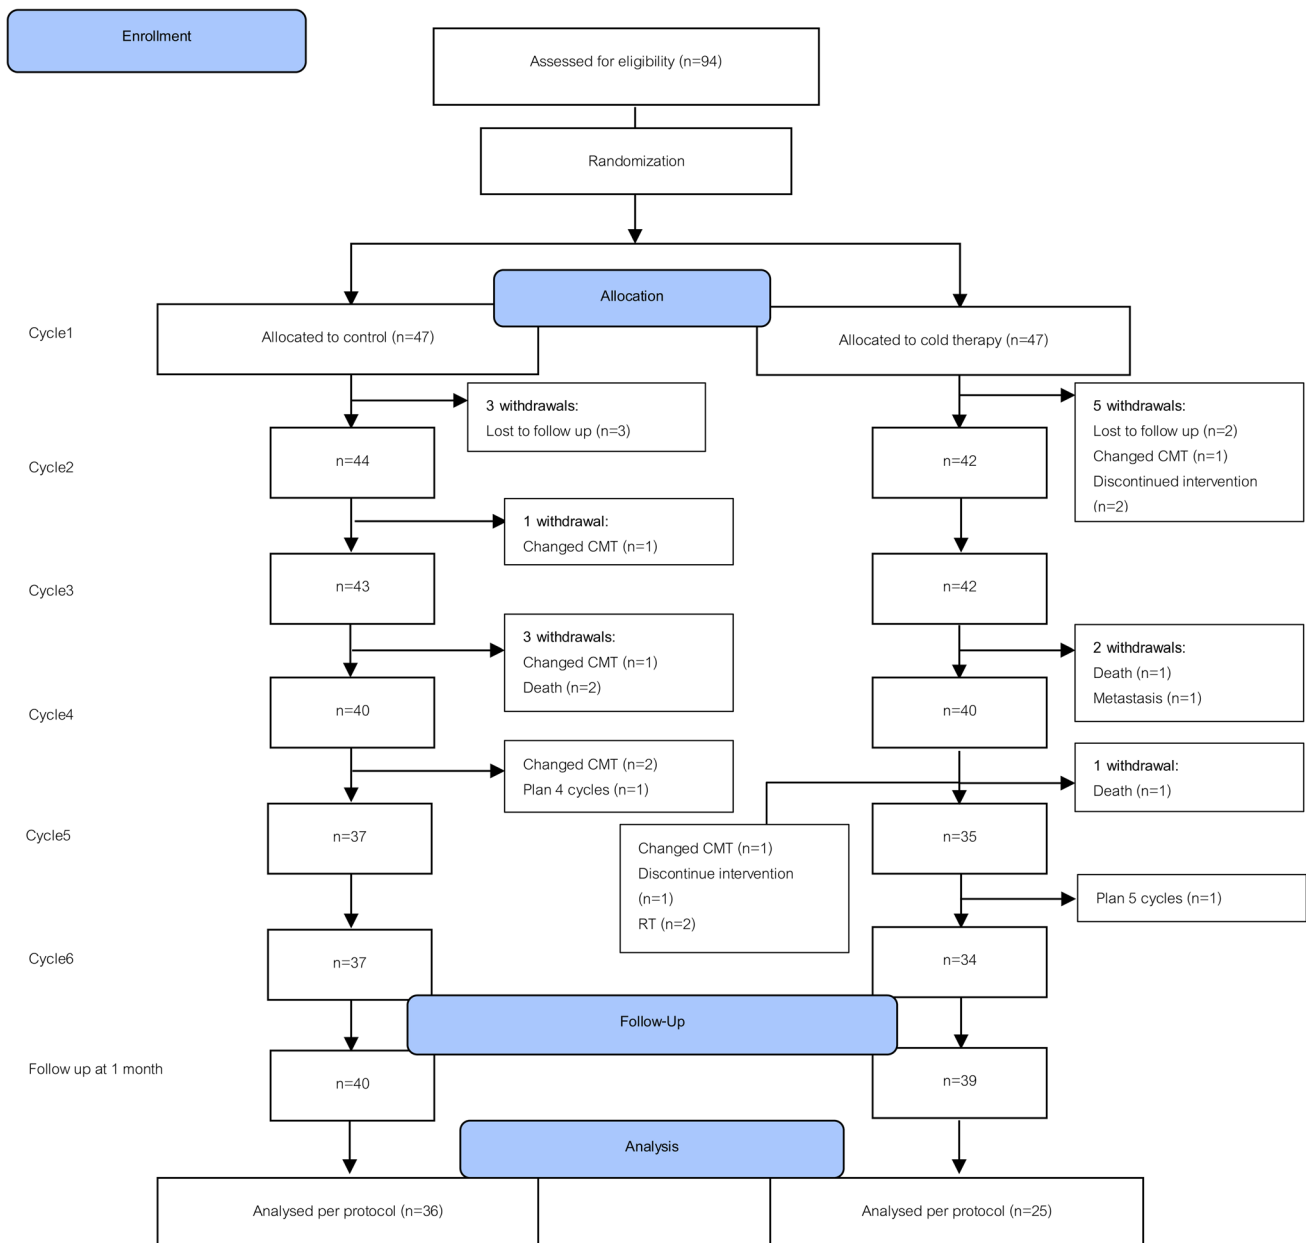 Enrollment
Assessed for eligibility (n=94)
Randomization
Allocation
Cycle1
Allocated to control (n=47)
Allocated to cold therapy (n=47)
3 withdrawals:
Lost to follow up (n=3)
5 withdrawals:
Lost to follow up (n=2)
Changed CMT (n=1)
Discontinued intervention
(n=2)
Cycle2
n=44
n=42
1 withdrawal:
Changed CMT (n=1)
Cycle3
n=43
n=42
3 withdrawals:
Changed CMT (n=1)
Death (n=2)
2 withdrawals:
Death (n=1)
Metastasis (n=1)
Cycle4
n=40
n=40
Changed CMT (n=2)
Plan 4 cycles (n=1)
1 withdrawal:
Death (n=1)
Cycle5
n=37
n=35
Changed CMT (n=1)
Discontinue intervention
(n=1)
RT (n=2)
Plan 5 cycles (n=1)
Cycle6
n=37
n=34
Follow-Up
Follow up at 1 month
n=40
n=39
Analysis
Analysed per protocol (n=36)
Analysed per protocol (n=25)